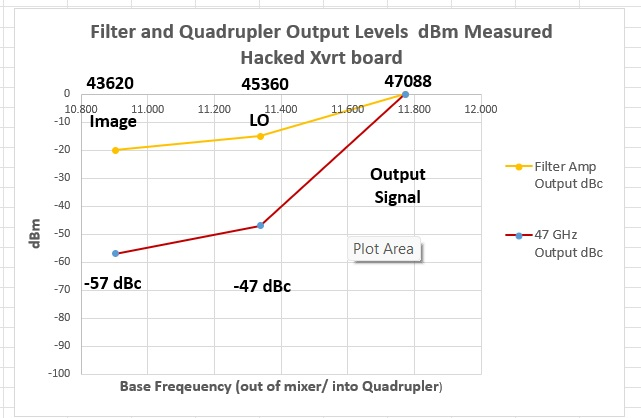 Filter and Quadrupler Output Levels  dBm Measured
Hacked Xvrt board
43620 45360 47088
0
10.800 11.000 11.200 11.400 11.600 11.800 12.000
-10
Image LO
-20
-30
Output
Signal
-40
-50
Plot Area
-60
-57 dBc -47 dBc
-70
-80
-90
-100
dBm
Base Freqeuency (out of mixer/ into Quadrupler)
Filter Amp
Output dBc
47 GHz
Output dBc